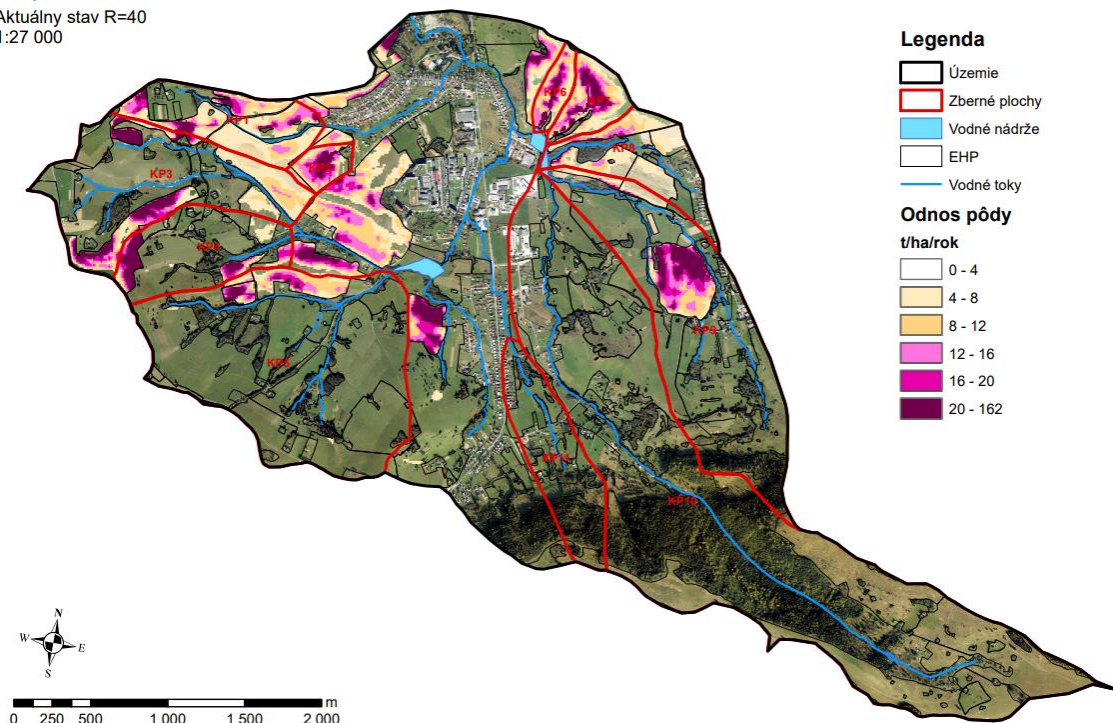 Aktuálny stav R=40
1:27 000
Legenda
Územie
Zberné plochy
Vodné nádrže
EHP
Vodné toky
Odnos pôdy
t/ha/rok
0 - 4
4 - 8
8 - 12
12 - 16
16 - 20
20 - 162
KP6
KP1
KP8
KP3
KP9
KP5
KP11
KP10
N
W
E
S
m
0 250 500 1 000 1 500 2 000